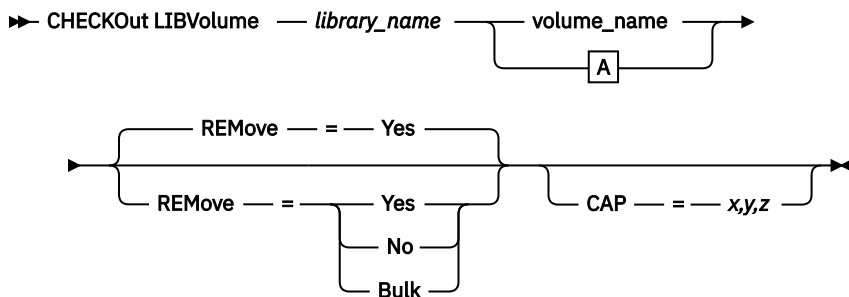 CHECKOut LIBVolume library_name volume_name
A
REMove = Yes
REMove = Yes CAP = x,y,z
No
Bulk